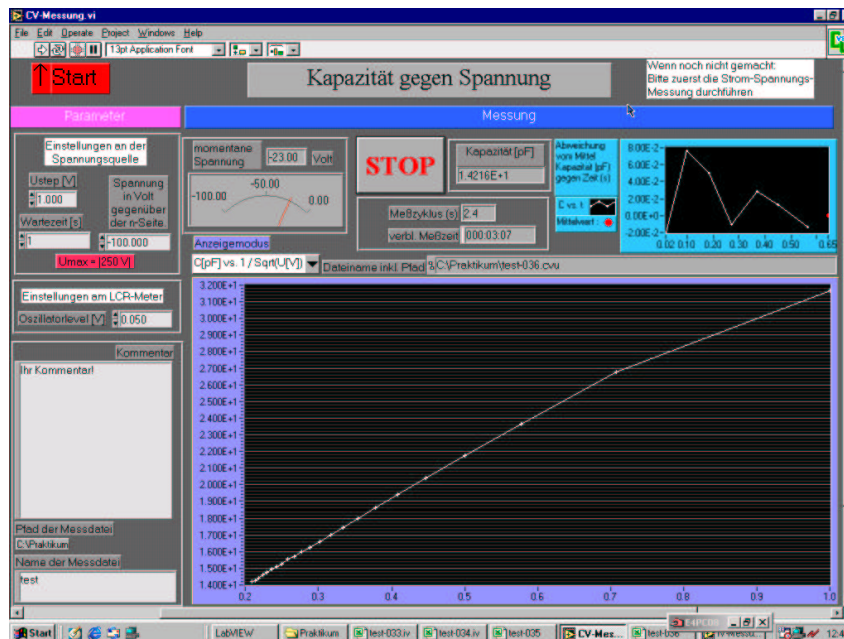 CV-Messung.vi
File Edit Operate Project Windows Help
13pt Application Font
Start
Kapazität gegen Spannung
Wenn noch nicht gemacht:
Bitte zuerst die Strom-Spannungs-
Messung durchführen
Parameter
Messung
Einstellungen an der
Spannungsquelle
Ustep [V]
1.000
Wartezeit [s]
1
Spannung
in Volt
gegenüber
der n-Seite
-100.000
Umax = |250 V|
Einstellungen am LCR-Meter
Oszillatorlevel [V] 0.050
Kommentar
Ihr Kommentar!
Pfad der Messdatei
C:\Praktikum
Name der Messdatei
test
momentane
Spannung -23.00 Volt
-100.00 -50.00 0.00
STOP
Kapazität [pF]
1.4216E+1
Meßzyklus (s) 2.4
verbl. Meßzeit 000:03:07
Abweichung
vom Mittel
Kapazität (pF)
gegen Zeit (s)
C vs. t
Mittelwert
8.00E-2
6.00E-2
4.00E-2
2.00E-2
0.00E+0
-2.00E-2
0.02 0.10 0.20 0.30 0.40 0.50 0.65
Anzeigemodus
C[pF] vs. 1 / Sqrt(U[V])
Dateiname inkl. Pfad C:\Praktikum\test-036.cvu
3.200E+1
3.100E+1
3.000E+1
2.900E+1
2.800E+1
2.700E+1
2.600E+1
2.500E+1
2.400E+1
2.300E+1
2.200E+1
2.100E+1
2.000E+1
1.900E+1
1.800E+1
1.700E+1
1.600E+1
1.500E+1
1.400E+1
0.2 0.3 0.4 0.5 0.6 0.7 0.8 0.9 1.0
Start LabVIEW Praktikum test-033.iv test-034.iv test-035 CV-Mes... test-036